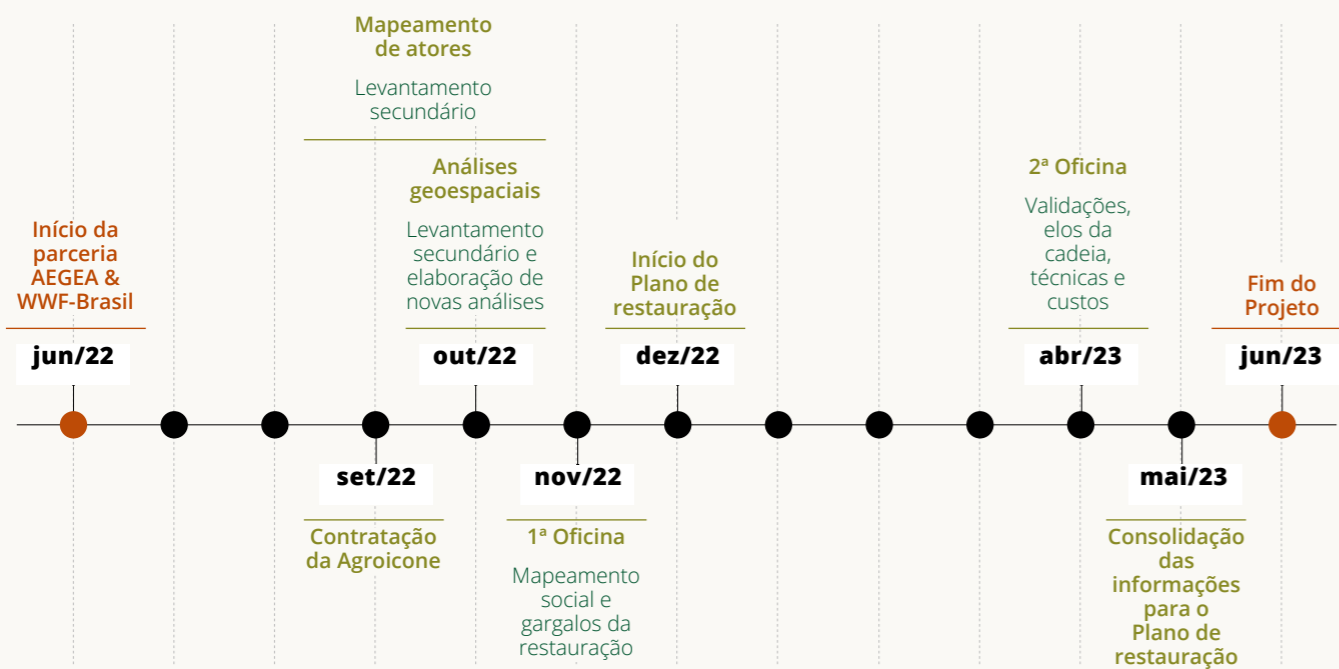 Mapeamento
de atores
Levantamento
secundário
Análises
geoespaciais
Levantamento
secundário e
elaboração de
novas análises
2ª Oficina
Validações,
elos da
cadeia,
técnicas e
custos
Início da
parceria
AEGEA &
WWF-Brasil
Início do
Plano de
restauração
Fim do
Projeto
jun/22
out/22
dez/22
abr/23
jun/23
set/22
nov/22
mai/23
Contratação
da Agroicone
1ª Oficina
Mapeamento
social e
gargalos da
restauração
Consolidação
das
informações
para o
Plano de
restauração